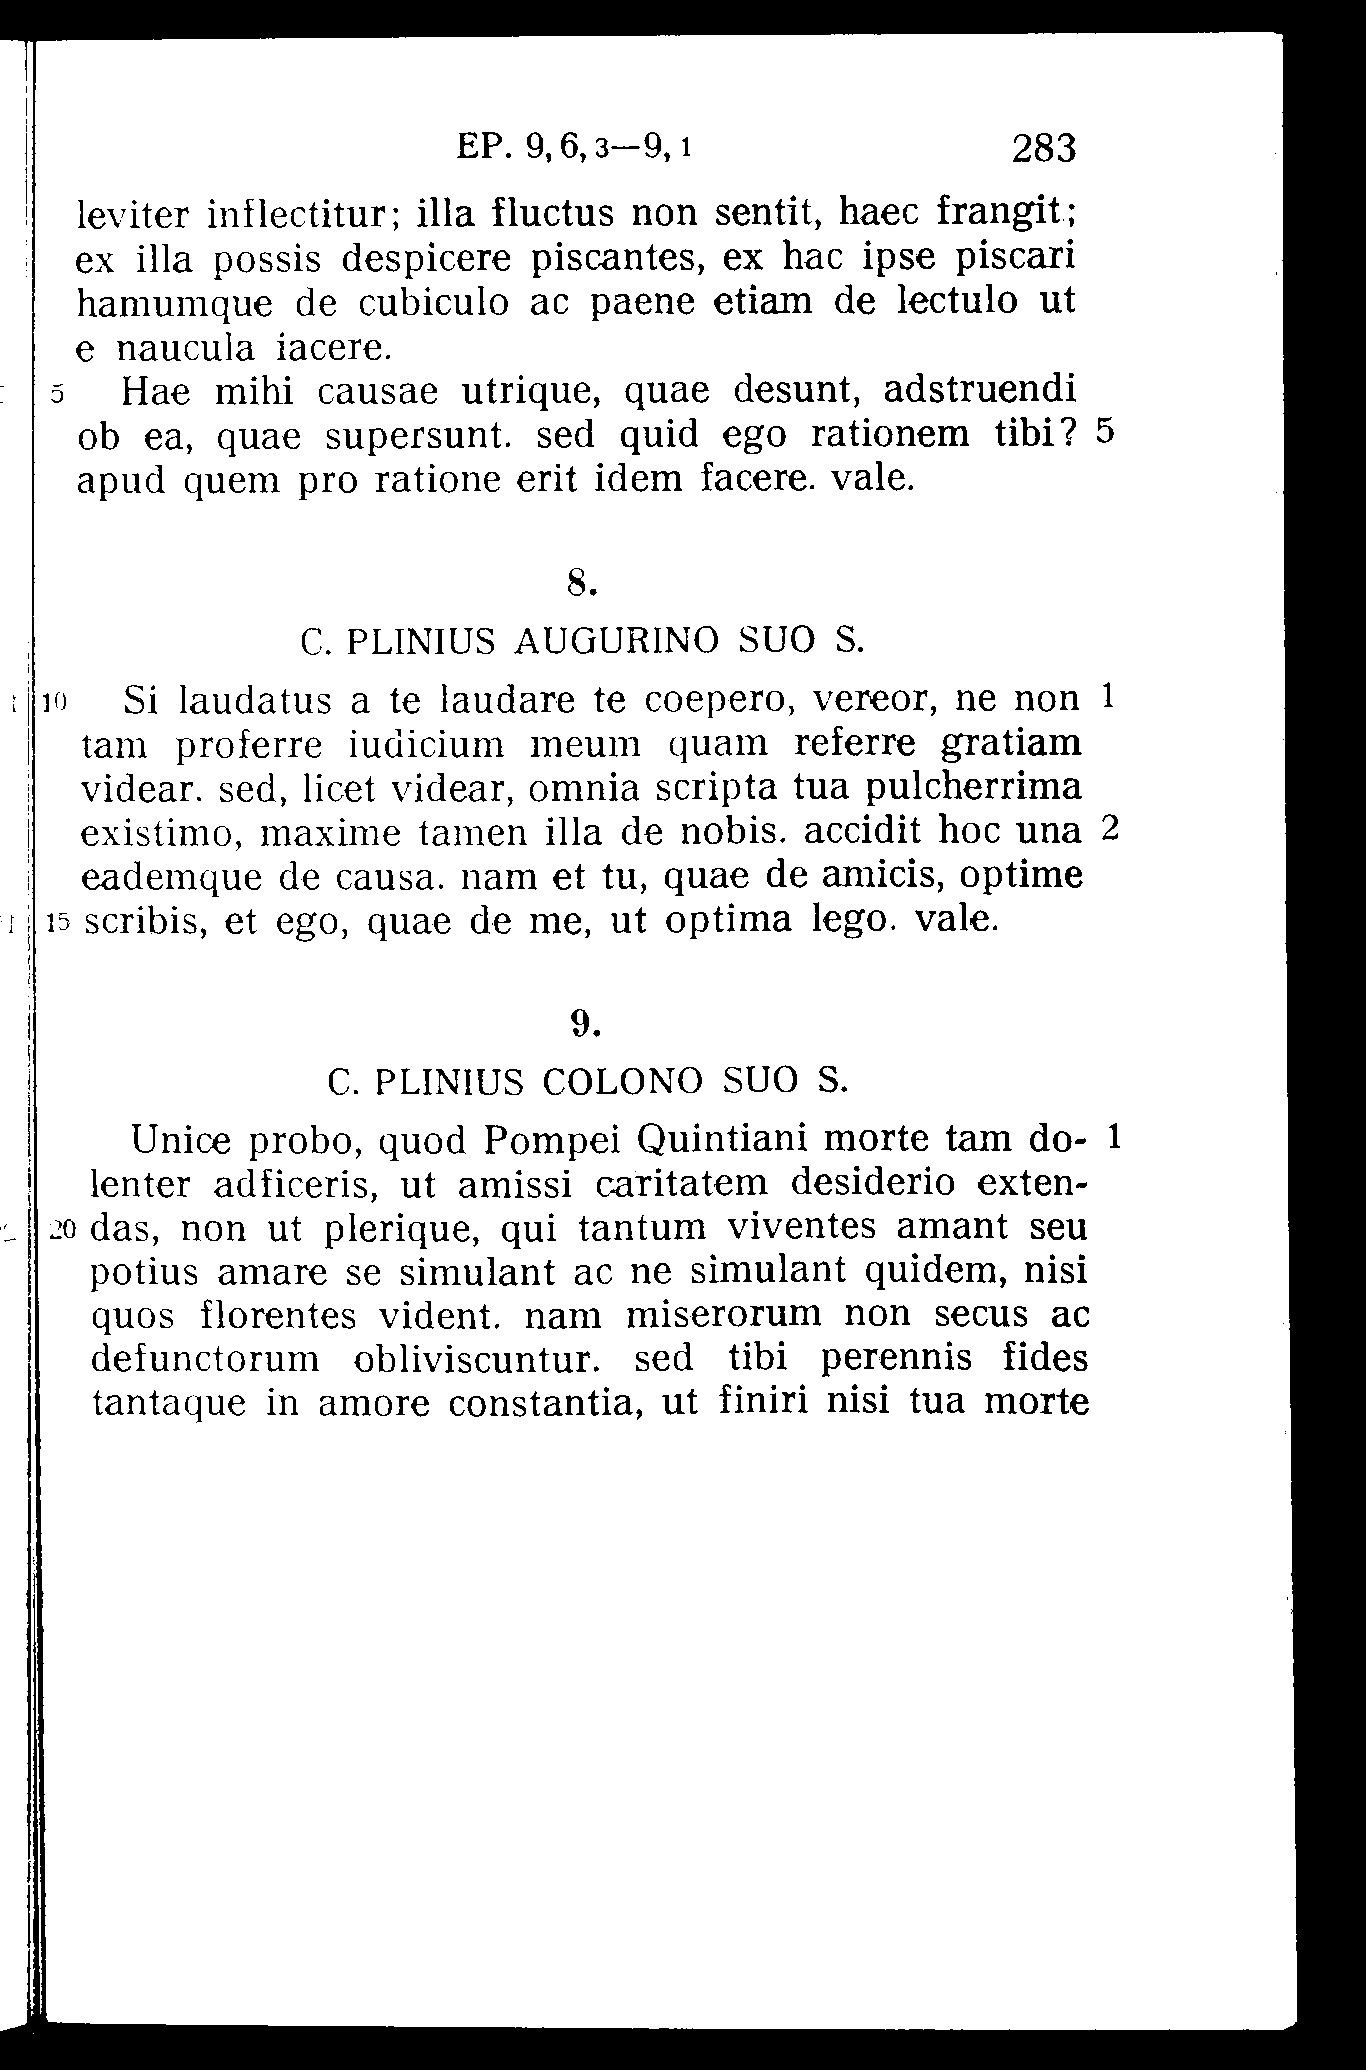 EP. 9, 6, 3—9, 1 283
leviter inflectitur; illa fluctus non sentit, haec frangit;
ex illa possis despicere piscantes, ex hac ipse piscari
hamumque de cubiculo ac paene etiam de lectulo ut
e naucula iacere.
5 Hae mihi causae utrique, quae desunt, adstruendi
ob ea, quae supersunt. sed quid ego rationem tibi? 5
apud quem pro ratione erit idem facere. vale.
8.
C. PLINIUS AUGURINO SUO S.
10 Si laudatus a te laudare te coepero, vereor, ne non 1
tam proferre iudicium meum quam referre gratiam
videar. sed, licet videar, omnia scripta tua pulcherrima
existimo, maxime tamen illa de nobis. accidit hoc una 2
eademque de causa. nam et tu, quae de amicis, optime
15 scribis, et ego, quae de me, ut optima lego. vale.
9.
C. PLINIUS COLONO SUO S.
Unice probo, quod Pompei Quintiani morte tam do- 1
lenter adficeris, ut amissi caritatem desiderio exten-
20 das, non ut plerique, qui tantum viventes amant seu
potius amare se simulant ac ne simulant quidem, nisi
quos florentes vident. nam miserorum non secus ac
defunctorum obliviscuntur. sed tibi perennis fides
tantaque in amore constantia, ut finiri nisi tua morte